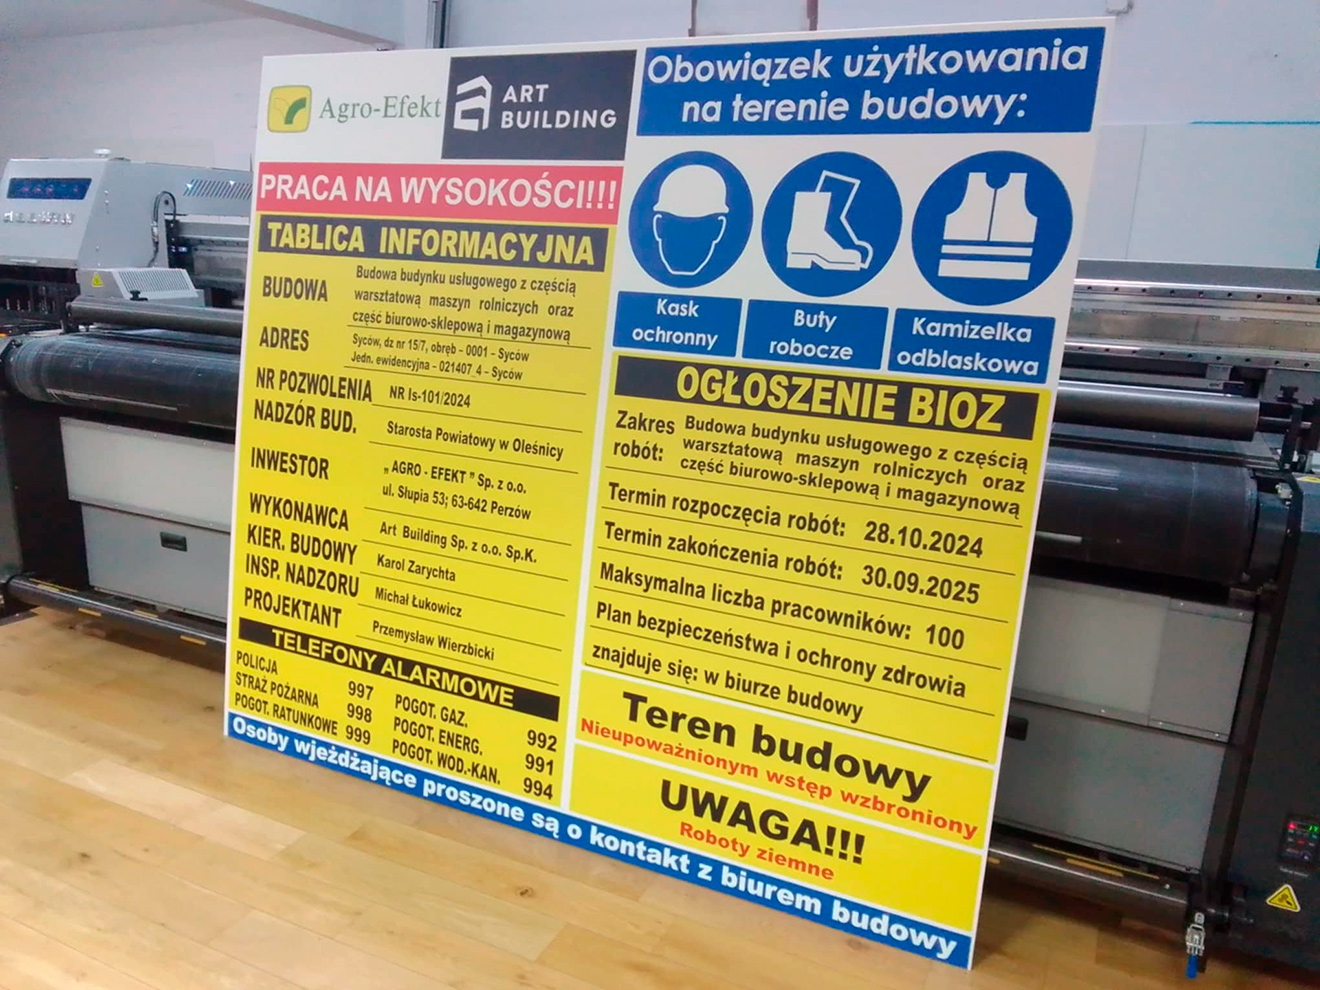 Agro-Efekt
ART
BUILDING
PRACA NA WYSOKOŚCI!!!
TABLICA INFORMACYJNA
BUDOWA
Budowa budynku usługowego z częścią
warsztatową maszyn rolniczych oraz
część biurowo-sklepową i magazynową
ADRES
Syców, dz nr 15/7, obręb – 0001 – Syców
Jedn. ewidencyjna – 021407_4 – Syców
NR POZWOLENIA
NR Is-101/2024
NADZÓR BUD.
Starosta Powiatowy w Oleśnicy
INWESTOR
„ AGRO - EFEKT ” Sp. z o.o.
ul. Słupia 53; 63-642 Perzów
WYKONAWCA
Art Building Sp. z o.o. Sp.K.
KIER. BUDOWY
Karol Zarychta
INSP. NADZORU
Michał Łukowicz
PROJEKTANT
Przemysław Wierzbicki
TELEFONY ALARMOWE
POLICJA 997
STRAŻ POŻARNA 998
POGOT. RATUNKOWE 999
POGOT. GAZ. 992
POGOT. ENERG. 991
POGOT. WOD.-KAN. 994
Obowiązek użytkowania
na terenie budowy:
Kask
ochronny
Buty
robocze
Kamizelka
odblaskowa
OGŁOSZENIE BIOZ
Zakres
robót:
Budowa budynku usługowego z częścią
warsztatową maszyn rolniczych oraz
część biurowo-sklepową i magazynową
Termin rozpoczęcia robót: 28.10.2024
Termin zakończenia robót: 30.09.2025
Maksymalna liczba pracowników: 100
Plan bezpieczeństwa i ochrony zdrowia
znajduje się: w biurze budowy
Teren budowy
Nieupoważnionym wstęp wzbroniony
UWAGA!!!
Roboty ziemne
Osoby wjeżdżające proszone są o kontakt z biurem budowy